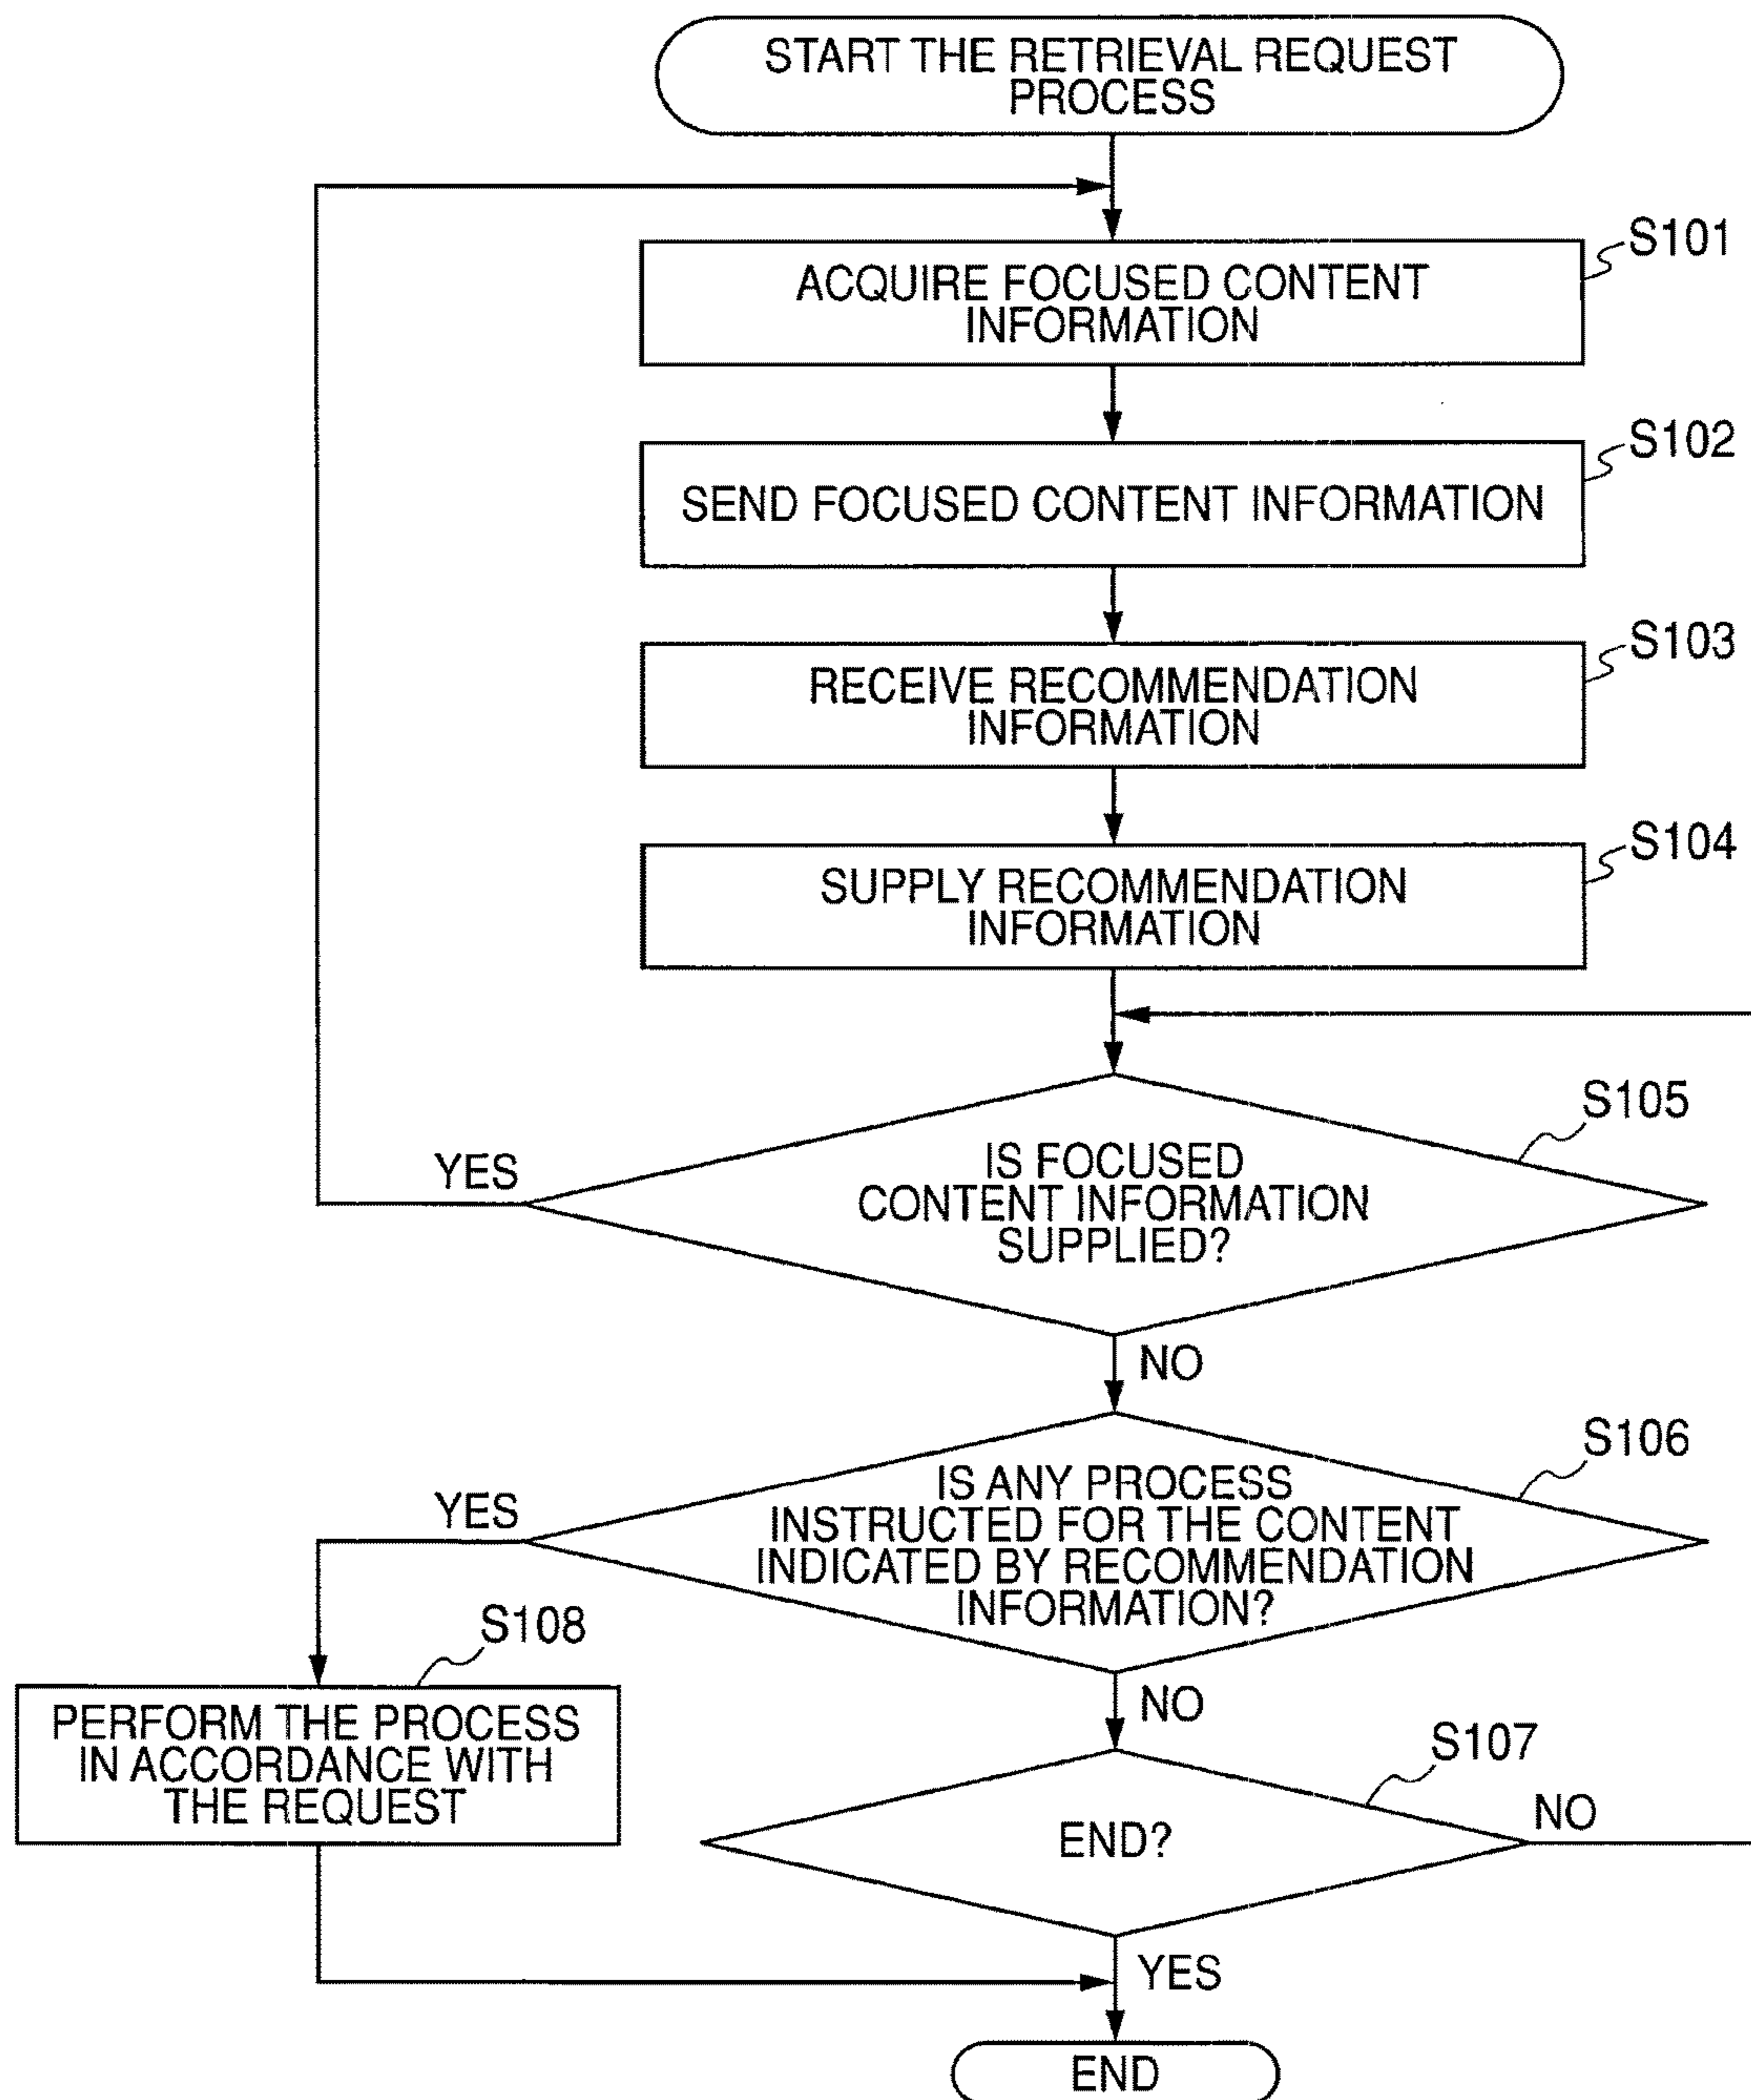 START THE RETRIEVAL REQUEST
PROCESS
S101
ACQUIRE FOCUSED CONTENT
INFORMATION
S102
SEND FOCUSED CONTENT INFORMATION
S103
RECEIVE RECOMMENDATION
INFORMATION
S104
SUPPLY RECOMMENDATION
INFORMATION
S105
YES
IS FOCUSED
CONTENT INFORMATION
SUPPLIED?
NO
S106
YES
IS ANY PROCESS
INSTRUCTED FOR THE CONTENT
INDICATED BY RECOMMENDATION
INFORMATION?
S108
NO
PERFORM THE PROCESS
IN ACCORDANCE WITH
THE REQUEST
S107
NO
END?
YES
END